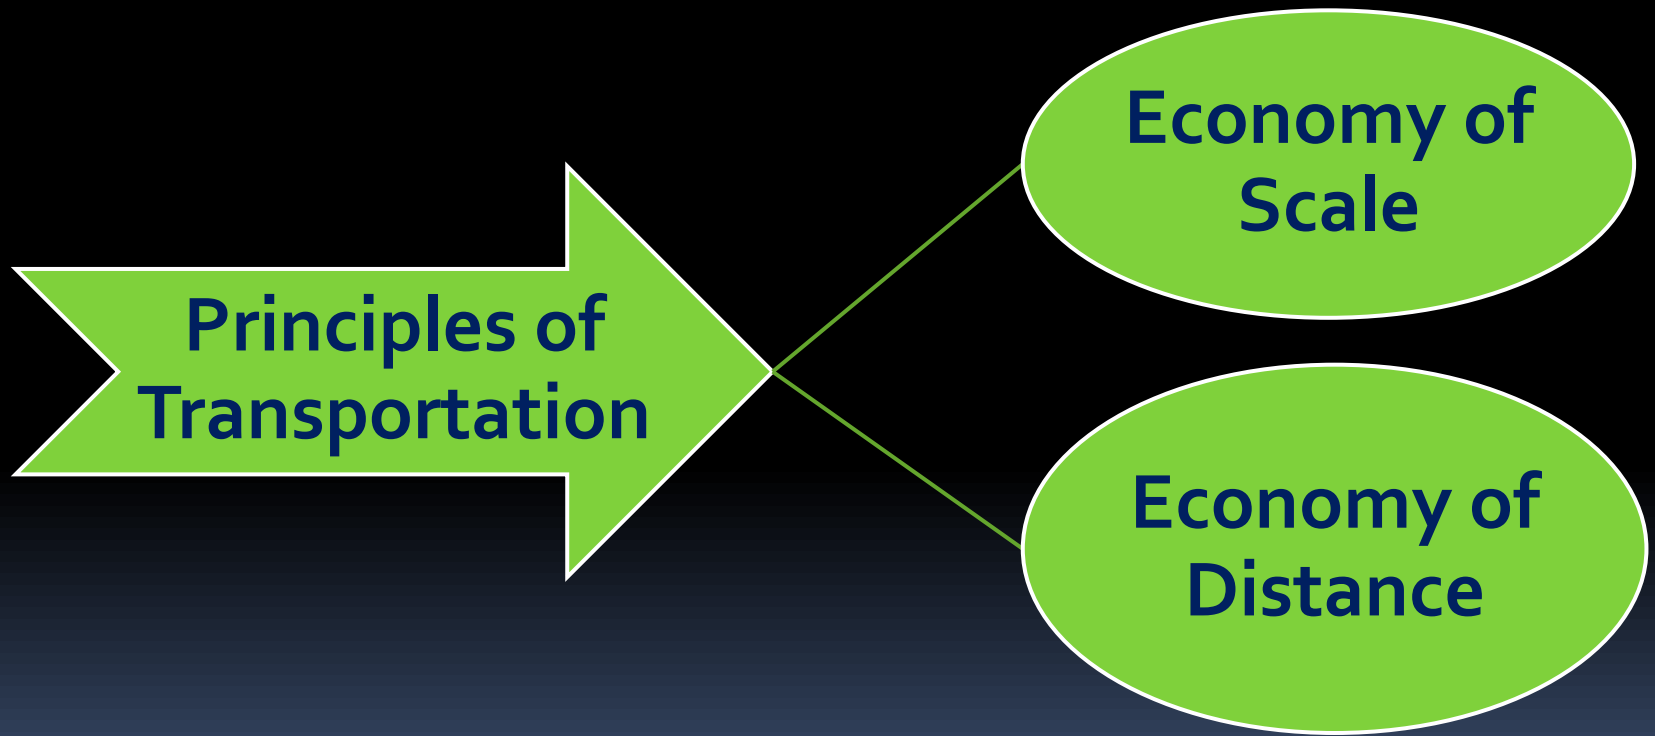 Principles of
Transportation
Economy of
Scale
Economy of
Distance